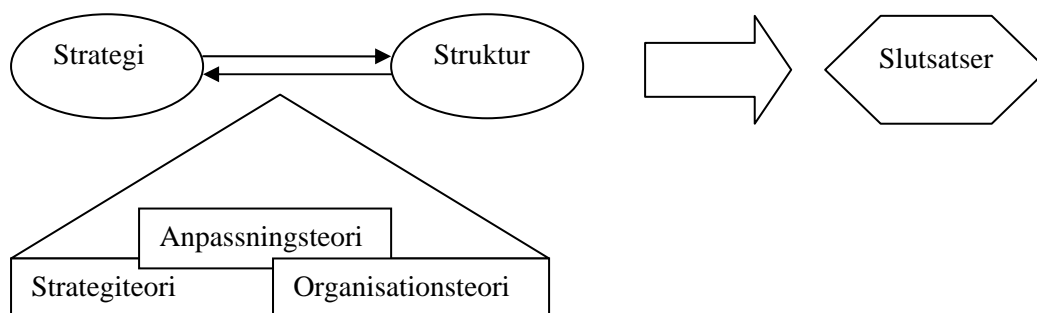 Strategi
Struktur
Slutsatser
Anpassningsteori
Strategiteori
Organisationsteori